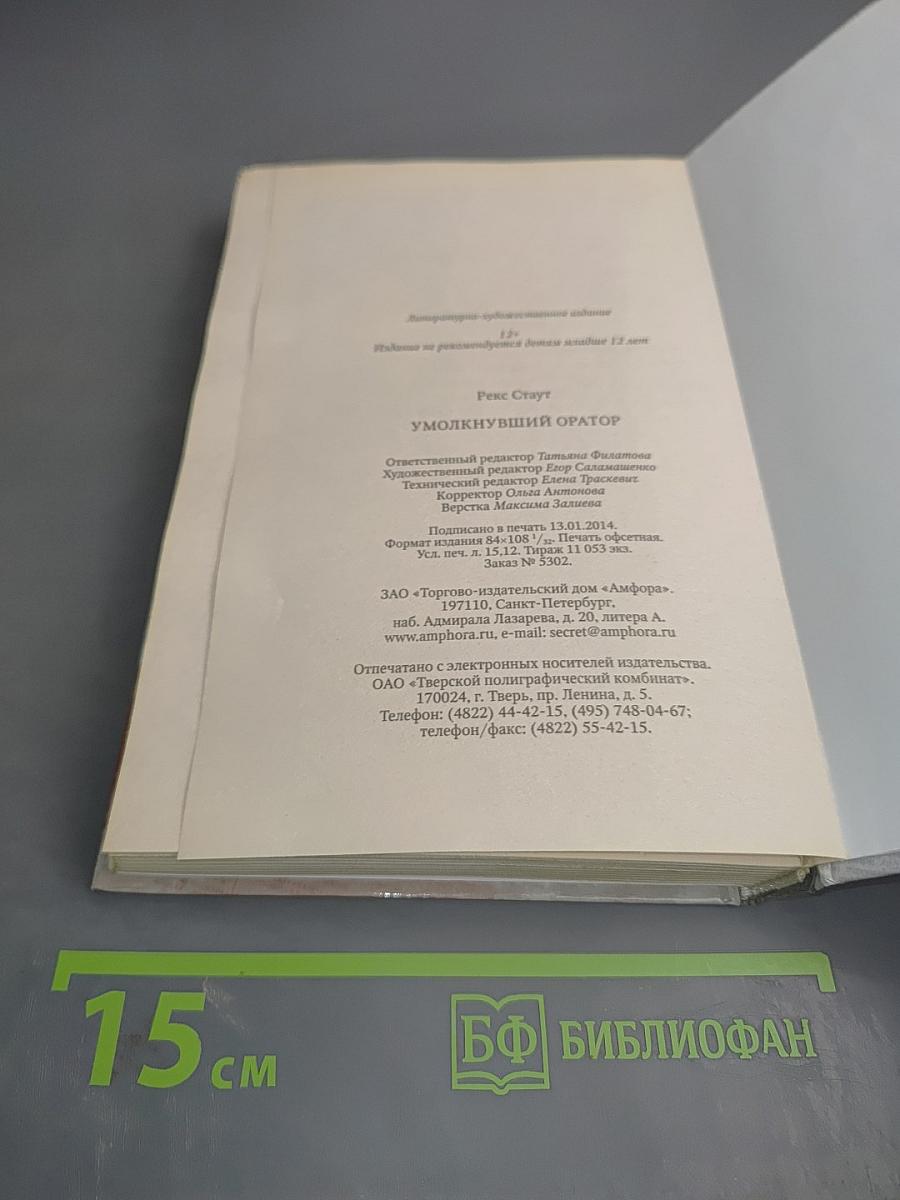 Литературно-художественное издание
12+
Издание не рекомендуется детям младше 12 лет
Рекс Стаут
УМОЛКНУВШИЙ ОРАТОР
Ответственный редактор Татьяна Филатова
Художественный редактор Егор Саламашенко
Технический редактор Елена Траскевич
Корректор Ольга Антонова
Верстка Максима Залиева
Подписано в печать 13.01.2014.
Формат издания 84×108 1/32. Печать офсетная.
Усл. печ. л. 15,12. Тираж 11 053 экз.
Заказ № 5302.
ЗАО «Торгово-издательский дом «Амфора».
197110, Санкт-Петербург,
наб. Адмирала Лазарева, д. 20, литера А.
www.amphora.ru, e-mail: secret@amphora.ru
Отпечатано с электронных носителей издательства.
ОАО «Тверской полиграфический комбинат».
170024, г. Тверь, пр. Ленина, д. 5.
Телефон: (4822) 44-42-15, (495) 748-04-67;
телефон/факс: (4822) 55-42-15.
15 см
БФ БИБЛИОФАН